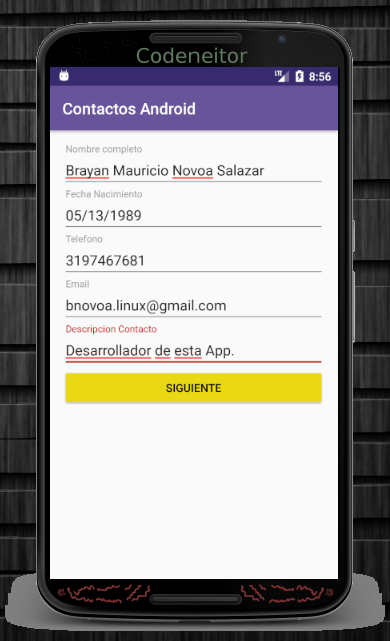 Codeneitor
LTE 8:56
Contactos Android
Nombre completo
Brayan Mauricio Novoa Salazar
Fecha Nacimiento
05/13/1989
Telefono
3197467681
Email
bnovoa.linux@gmail.com
Descripcion Contacto
Desarrollador de esta App.
SIGUIENTE